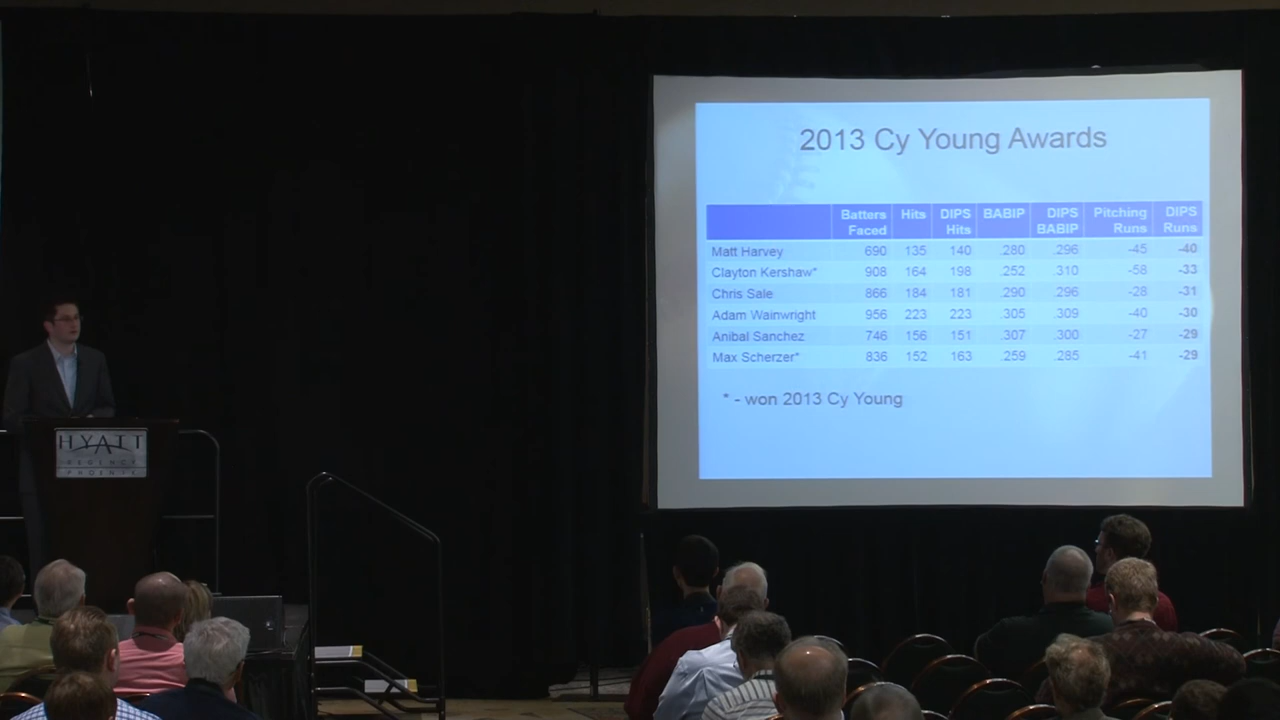 2013 Cy Young Awards
Batters Faced Hits DIPS Hits BABIP DIPS BABIP Pitching Runs DIPS Runs
Matt Harvey 690 135 140 .280 .296 -45 -40
Clayton Kershaw* 908 164 198 .252 .310 -58 -33
Chris Sale 866 184 181 .290 .296 -28 -31
Adam Wainwright 956 223 223 .305 .309 -40 -30
Anibal Sanchez 746 156 151 .307 .300 -27 -29
Max Scherzer* 836 152 163 .259 .285 -41 -29
* - won 2013 Cy Young
HYATT
REGENCY
PHOENIX